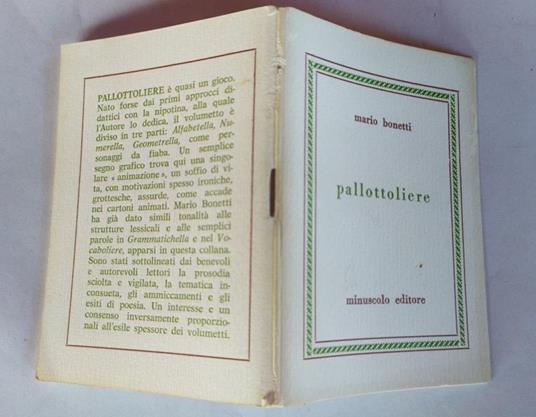 PALLOTTOLIERE è quasi un gioco.
Nato forse dai primi approcci di-
dattici con la nipotina, alla quale
l'Autore lo dedica, il volumetto è
diviso in tre parti: Alfabetella, Nu-
merella, Geometrella, come per-
sonaggi da fiaba. Un semplice
segno grafico trova qui una singo-
lare « animazione », un soffio di vi-
ta, con motivazioni spesso ironiche,
grottesche, assurde, come accade
nei cartoni animati. Mario Bonetti
ha già dato simili tonalità alle
strutture lessicali e alle semplici
parole in Grammatichella e nel Vo-
caboliere, apparsi in questa collana.
Sono stati sottolineati dai benevoli
e autorevoli lettori la prosodia
sciolta e vigilata, la tematica in-
consueta, gli ammiccamenti e gli
esiti di poesia. Un interesse e un
consenso inversamente proporzio-
nali all'esile spessore dei volumetti.
mario bonetti
pallottoliere
minuscolo editore